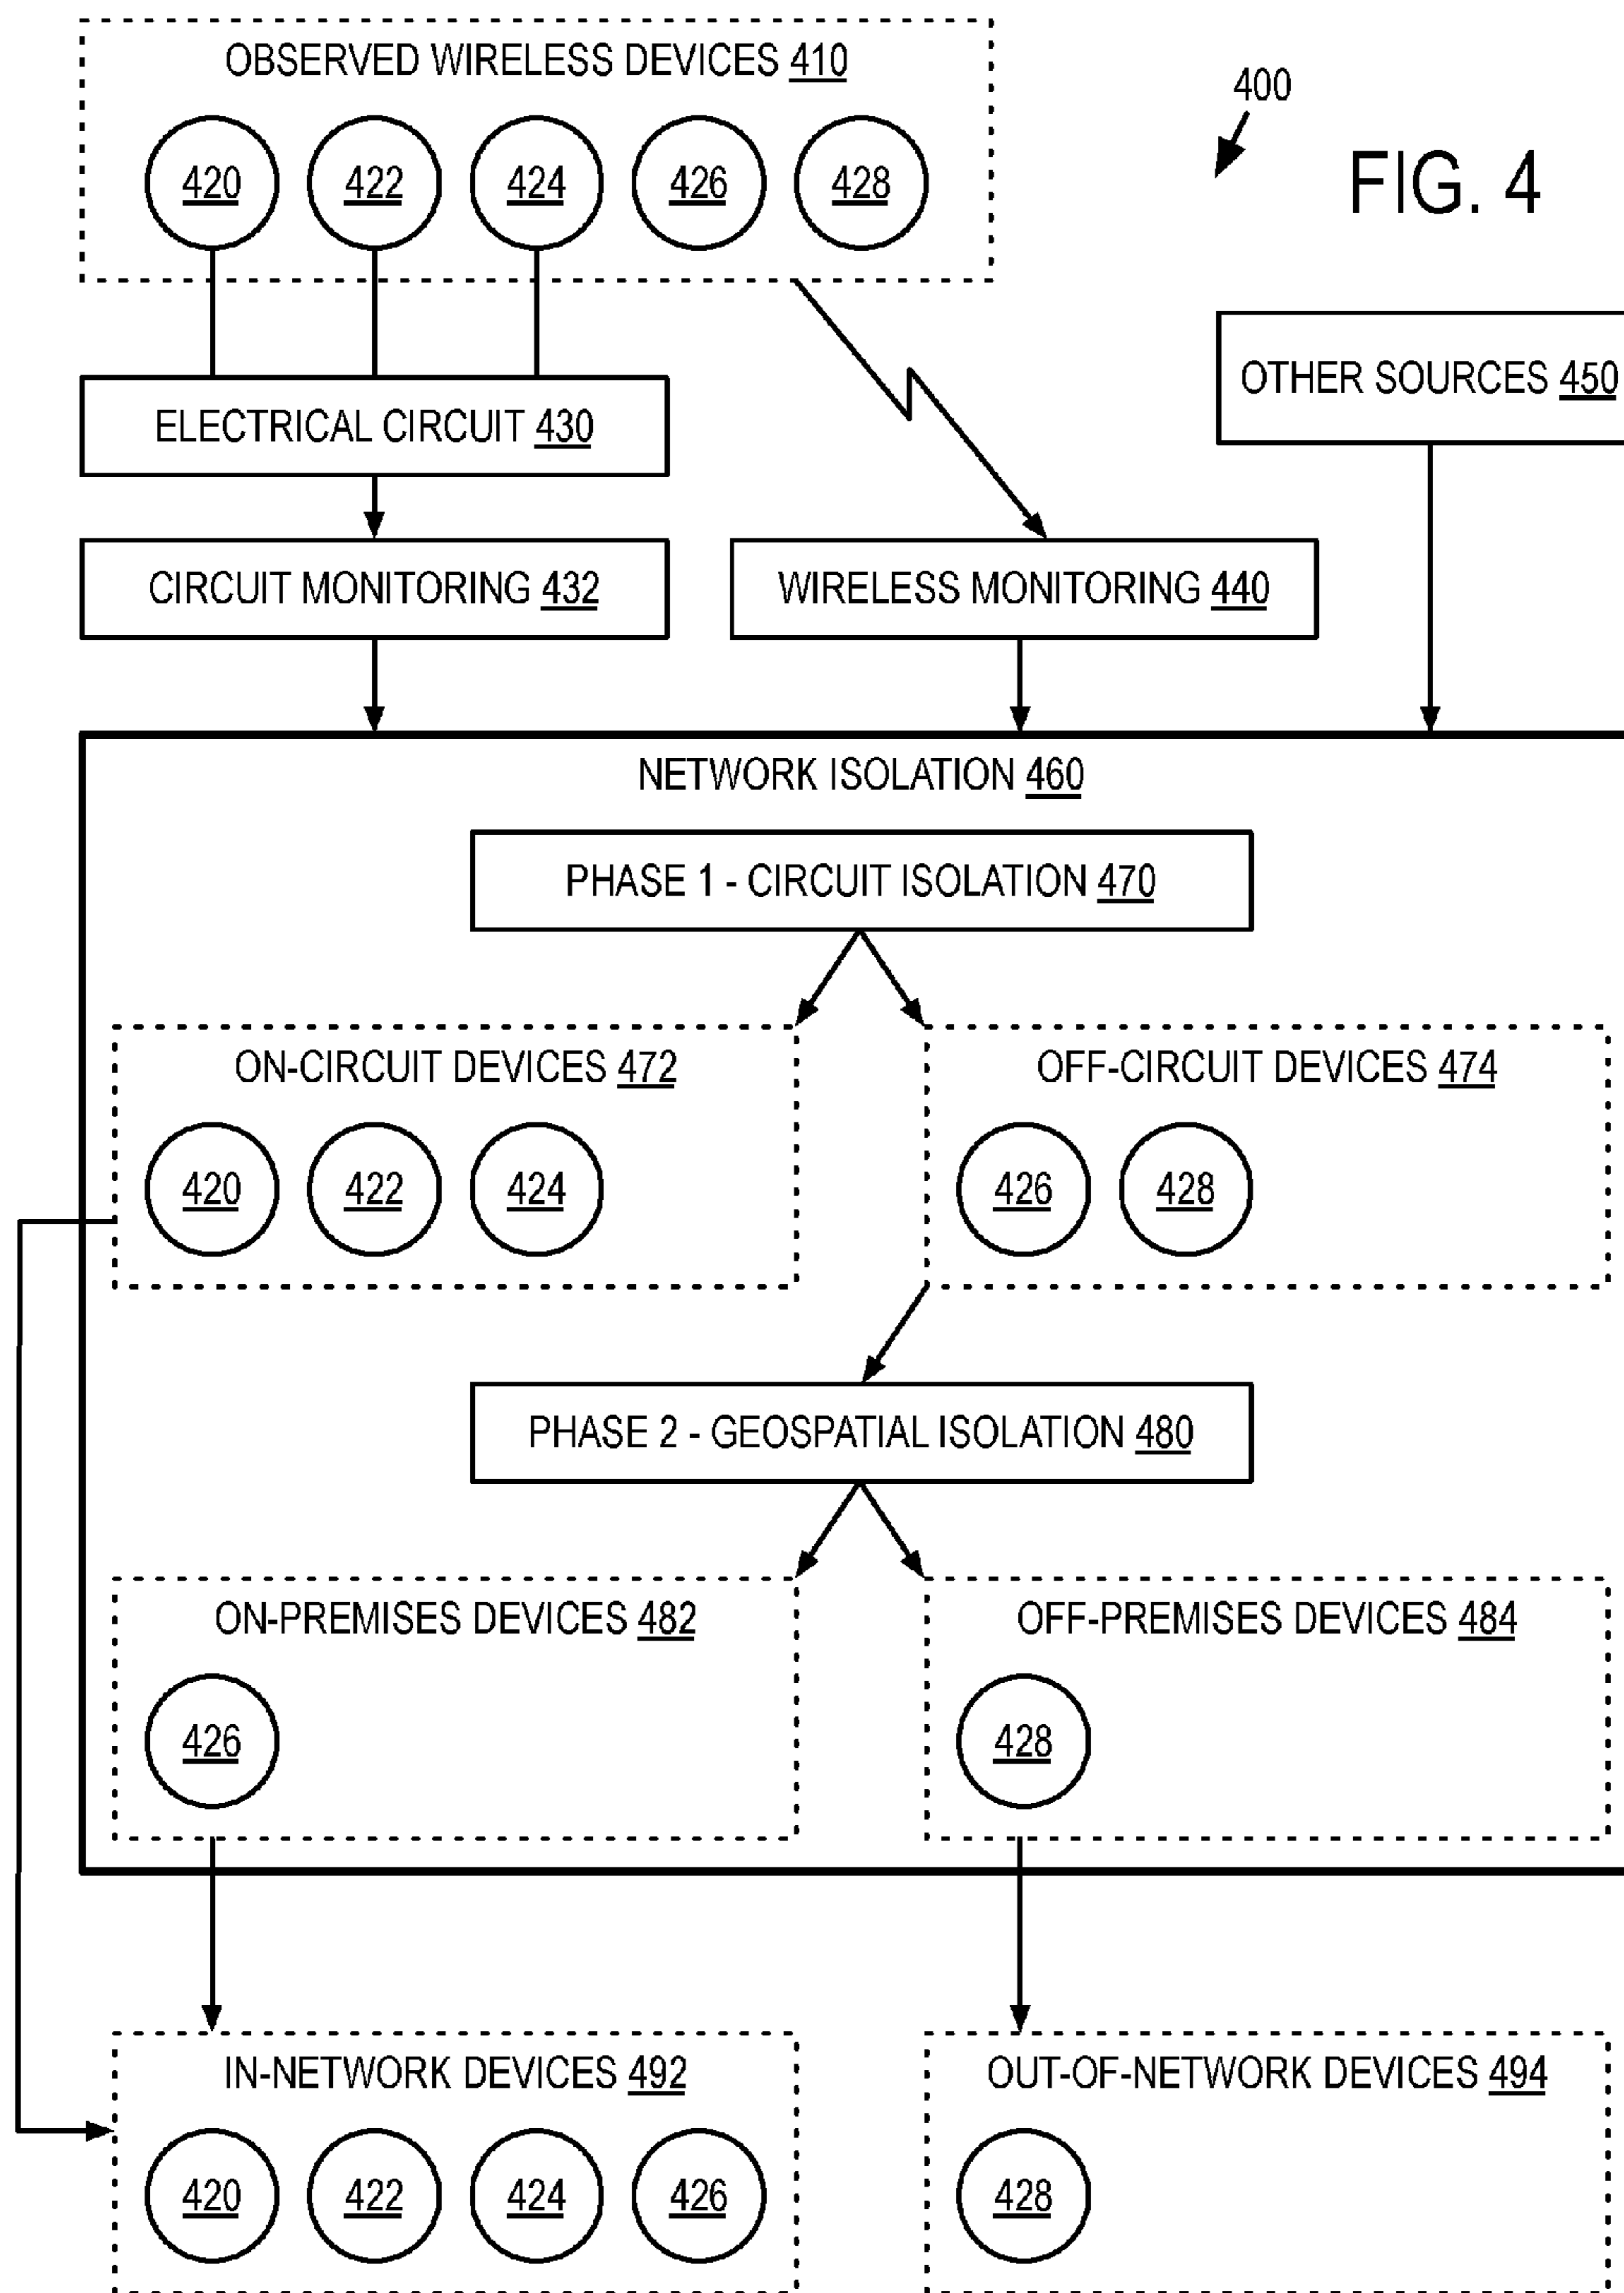 OBSERVED WIRELESS DEVICES 410
400
FIG. 4
420 422 424 426 428
OTHER SOURCES 450
ELECTRICAL CIRCUIT 430
CIRCUIT MONITORING 432
WIRELESS MONITORING 440
NETWORK ISOLATION 460
PHASE 1 - CIRCUIT ISOLATION 470
ON-CIRCUIT DEVICES 472
OFF-CIRCUIT DEVICES 474
420 422 424
426 428
PHASE 2 - GEOSPATIAL ISOLATION 480
ON-PREMISES DEVICES 482
OFF-PREMISES DEVICES 484
426
428
IN-NETWORK DEVICES 492
OUT-OF-NETWORK DEVICES 494
420 422 424 426
428